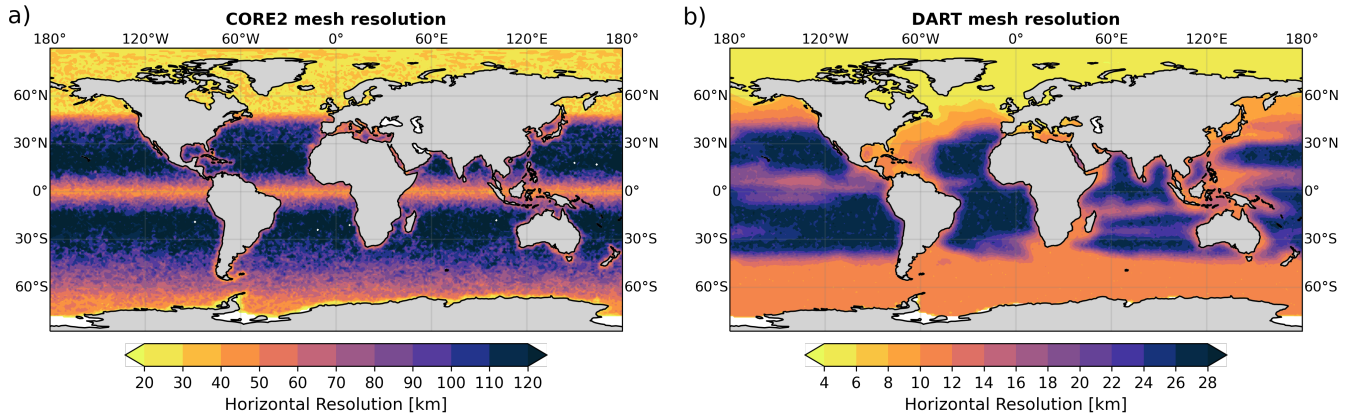 a)
CORE2 mesh resolution
180° 120°W 60°W 0° 60°E 120°E 180°
60°N 60°N
30°N 30°N
0° 0°
30°S 30°S
60°S 60°S
20 30 40 50 60 70 80 90 100 110 120
Horizontal Resolution [km]
b)
DART mesh resolution
180° 120°W 60°W 0° 60°E 120°E 180°
60°N 60°N
30°N 30°N
0° 0°
30°S 30°S
60°S 60°S
4 6 8 10 12 14 16 18 20 22 24 26 28
Horizontal Resolution [km]